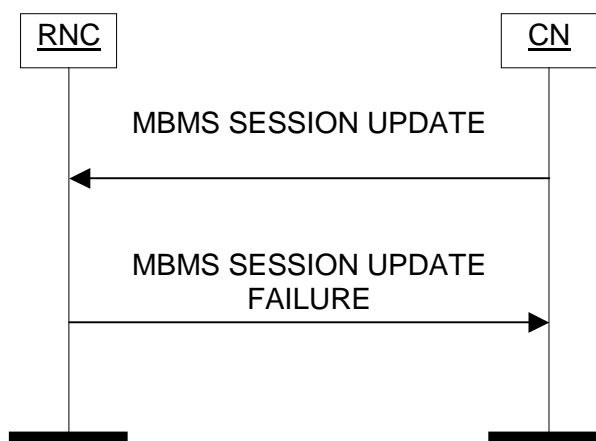 RNC
CN
MBMS SESSION UPDATE
MBMS SESSION UPDATE
FAILURE